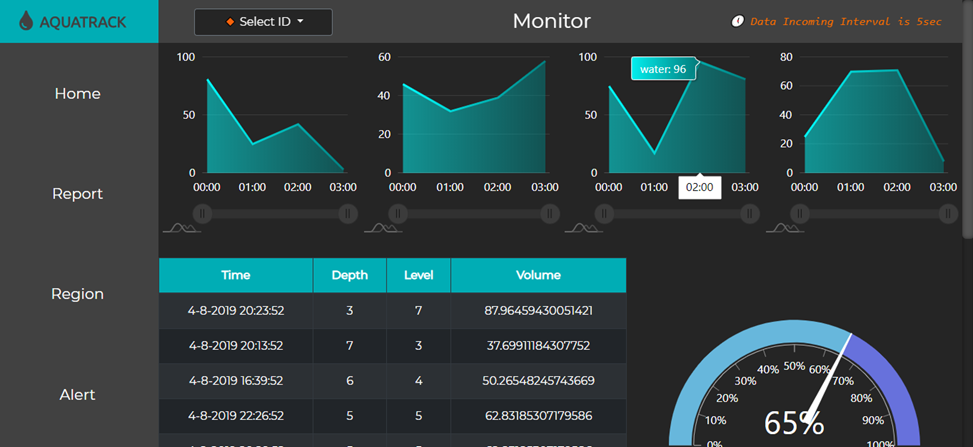 AQUATRACK
Select ID
Monitor
Data Incoming Interval is 5sec
Home
Report
Region
Alert
100
50
0
00:00 01:00 02:00 03:00
60
40
20
0
00:00 01:00 02:00 03:00
100
50
0
water: 96
00:00 01:00 02:00 03:00
80
60
40
20
0
00:00 01:00 02:00 03:00
Time Depth Level Volume
4-8-2019 20:23:52 3 7 87.96459430051421
4-8-2019 20:13:52 7 3 37.69911184307752
4-8-2019 16:39:52 6 4 50.26548245743669
4-8-2019 22:26:52 5 5 62.83185307179586
0%
10%
20%
30%
40%
50%
60%
70%
80%
90%
100%
65%